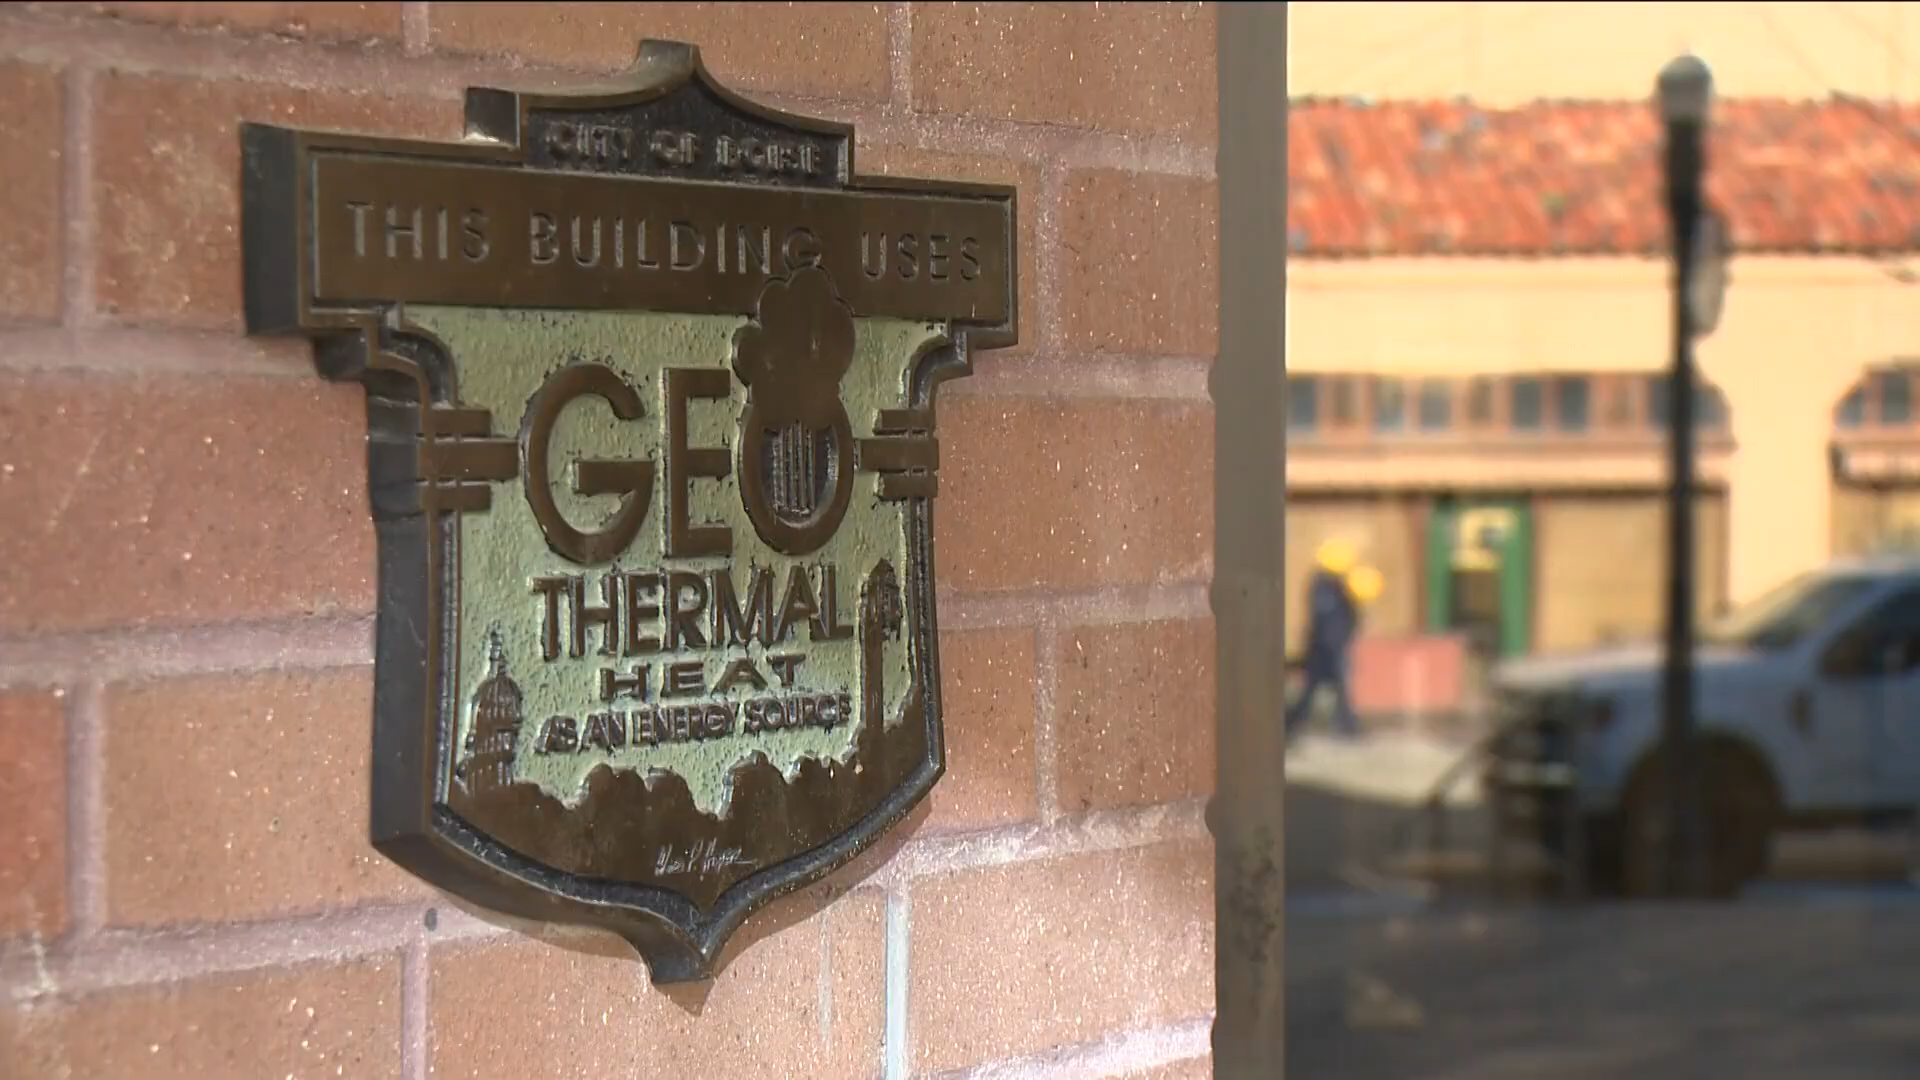 CITY OF BOISE
THIS BUILDING USES
GEO
THERMAL
HEAT
AS AN ENERGY SOURCE